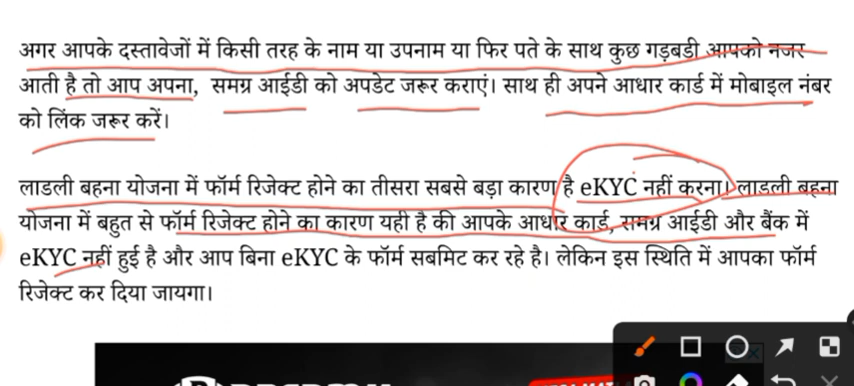 अगर आपके दस्तावेजों में किसी तरह के नाम या उपनाम या फिर पते के साथ कुछ गड़बड़ी आपको नजर
आती है तो आप अपना, समग्र आईडी को अपडेट जरूर कराएं। साथ ही अपने आधार कार्ड में मोबाइल नंबर
को लिंक जरूर करें।
लाडली बहना योजना में फॉर्म रिजेक्ट होने का तीसरा सबसे बड़ा कारण है eKYC नहीं करना। लाडली बहना
योजना में बहुत से फॉर्म रिजेक्ट होने का कारण यही है की आपके आधार कार्ड, समग्र आईडी और बैंक में
eKYC नहीं हुई है और आप बिना eKYC के फॉर्म सबमिट कर रहे है। लेकिन इस स्थिति में आपका फॉर्म
रिजेक्ट कर दिया जायगा।